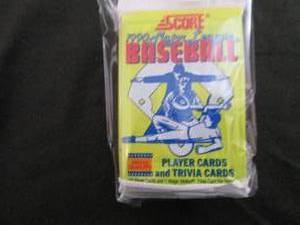 SCORE
1990 Major League
BASEBALL
PLAYER CARDS
and TRIVIA CARDS